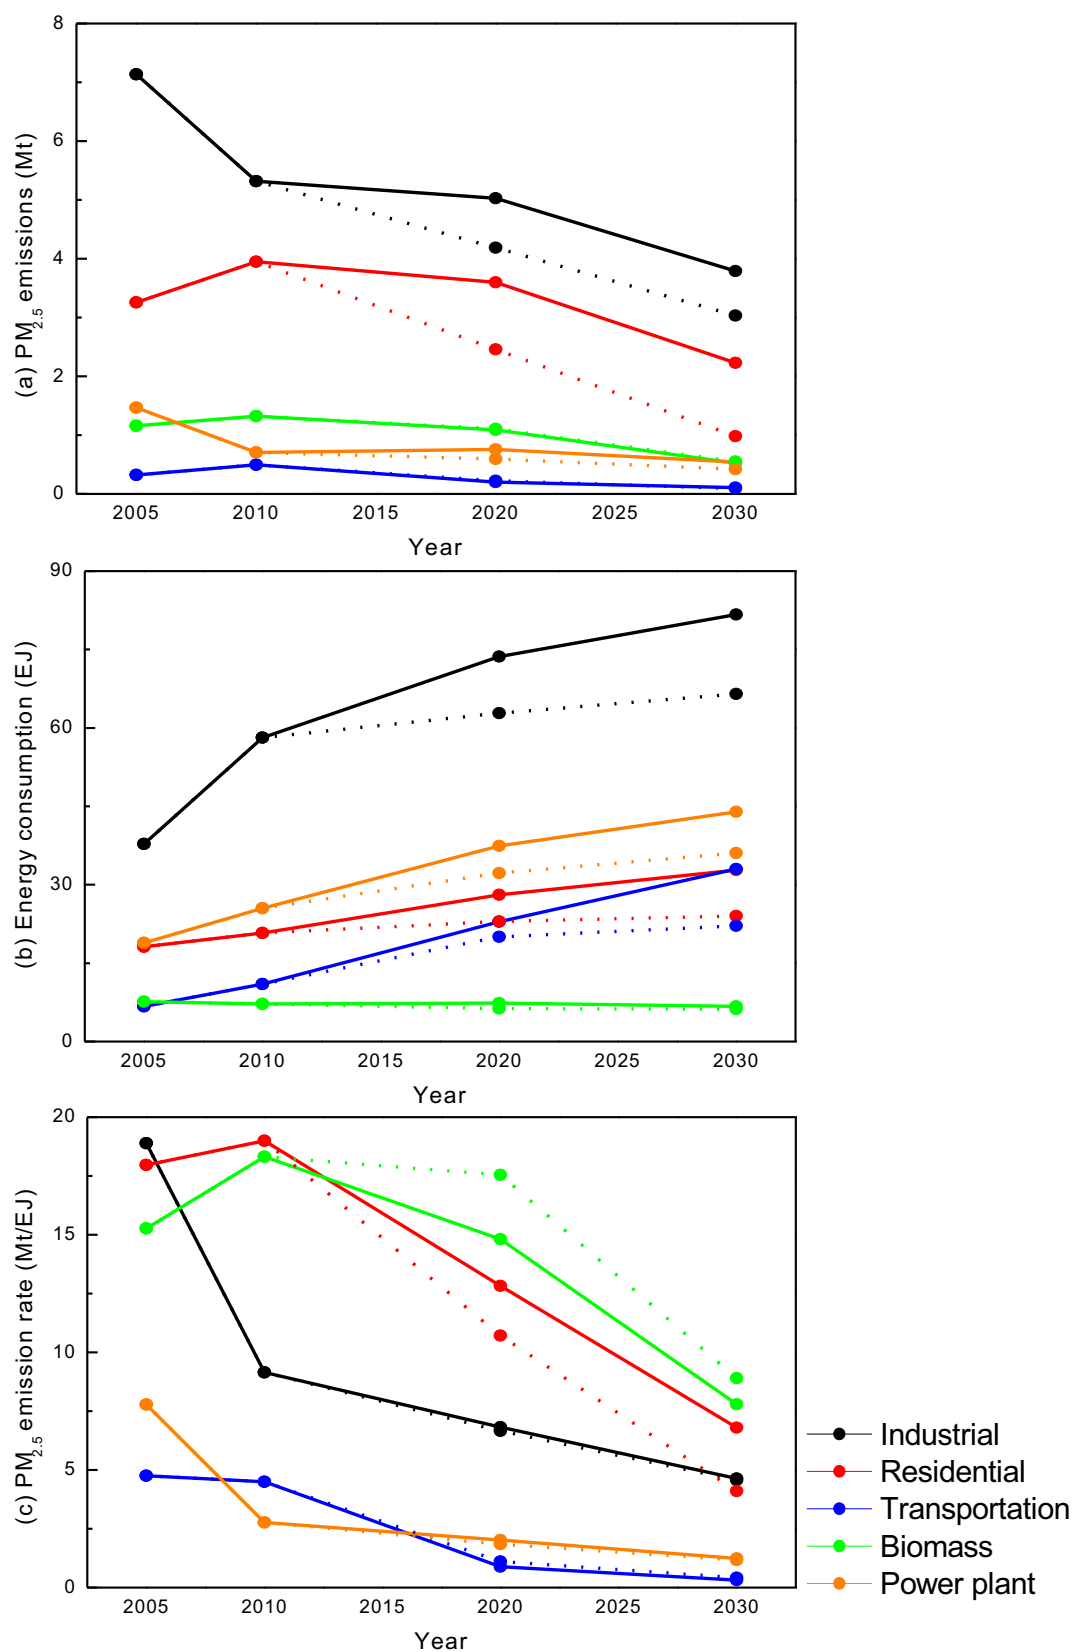 8
6
4
2
0
(a) PM2.5 emissions (Mt)
2005 2010 2015 2020 2025 2030
Year
90
60
30
0
(b) Energy consumption (EJ)
2005 2010 2015 2020 2025 2030
Year
20
15
10
5
0
(c) PM2.5 emission rate (Mt/EJ)
2005 2010 2015 2020 2025 2030
Year
Industrial
Residential
Transportation
Biomass
Power plant